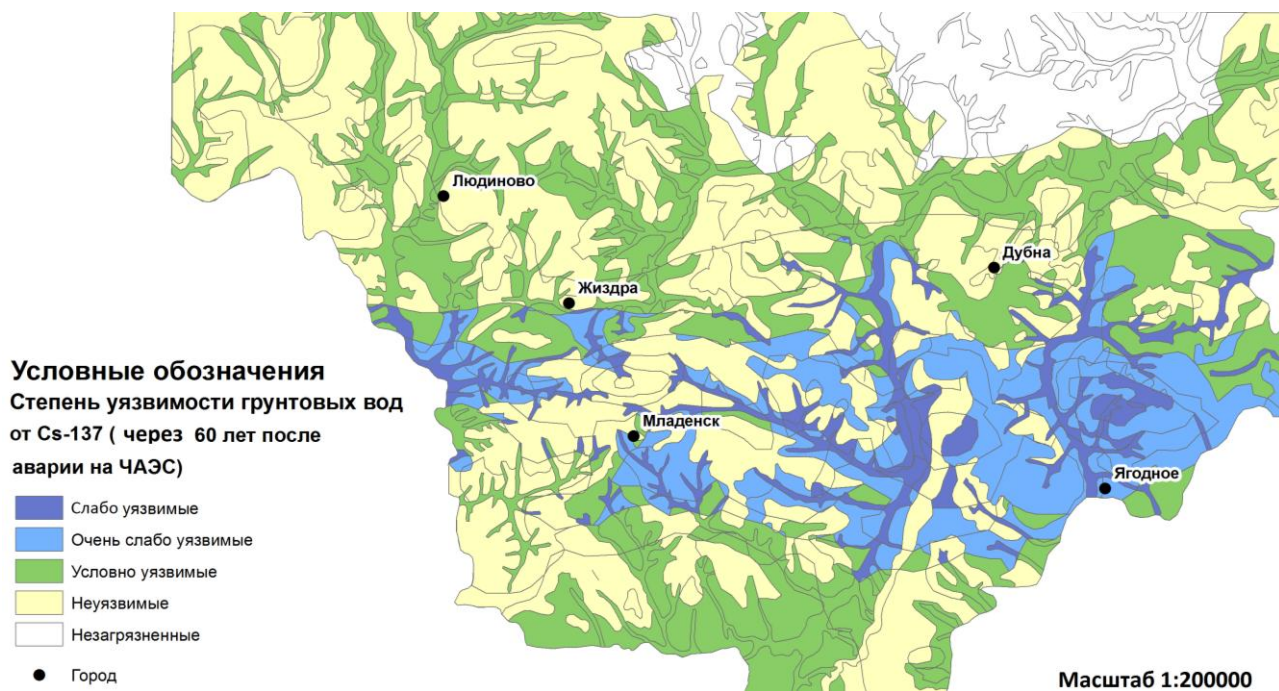 Людиново
Дубна
Жиздра
Младенск
Ягодное
Условные обозначения
Степень уязвимости грунтовых вод
от Cs-137 ( через 60 лет после
аварии на ЧАЭС)
Слабо уязвимые
Очень слабо уязвимые
Условно уязвимые
Неуязвимые
Незагрязненные
Город
Масштаб 1:200000